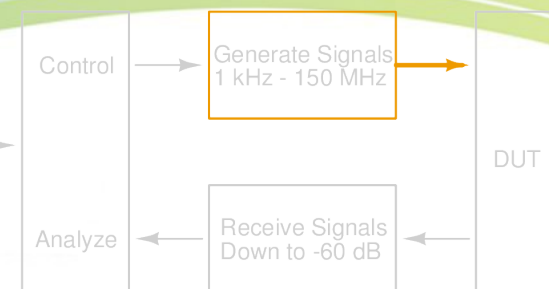 Control
Generate Signals
1 kHz - 150 MHz
DUT
Analyze
Receive Signals
Down to -60 dB